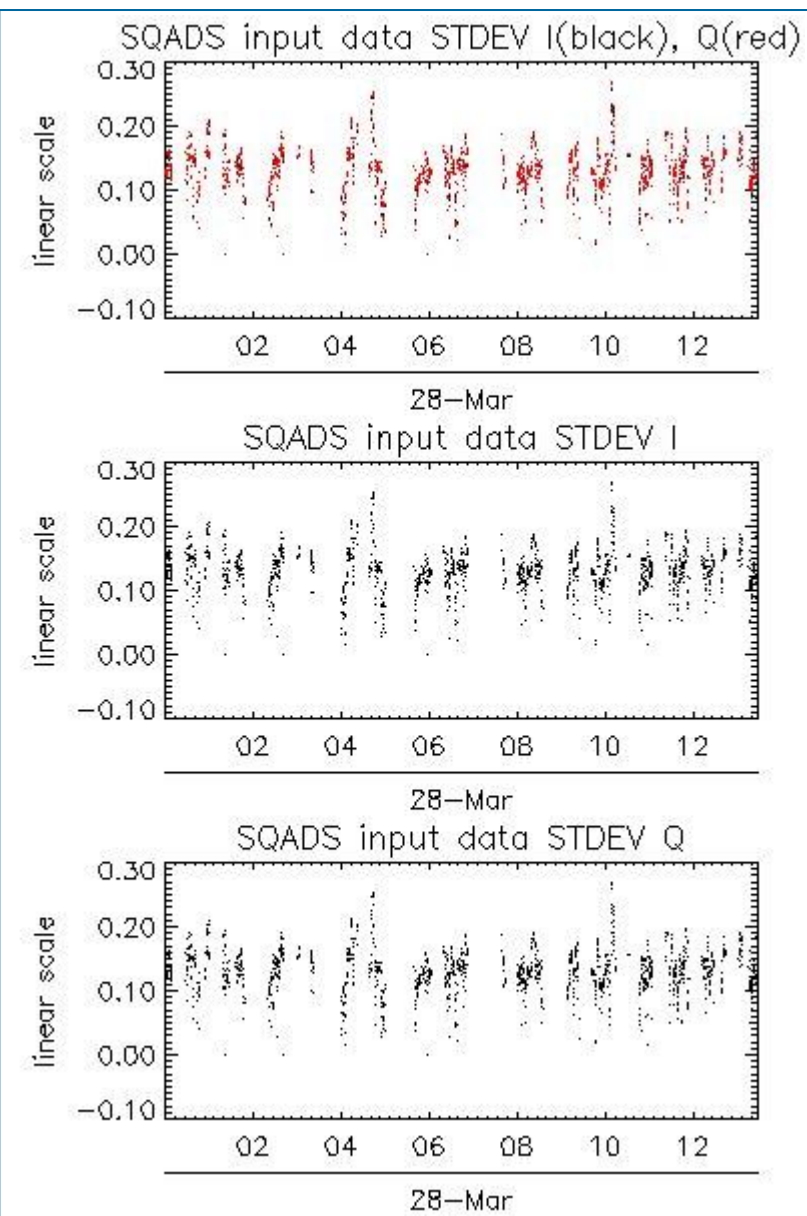 SQADS input data STDEV I(black), Q(red)
0.30
0.20
0.10
0.00
−0.10
linear scale
02 04 06 08 10 12
28−Mar
SQADS input data STDEV I
0.30
0.20
0.10
0.00
−0.10
linear scale
02 04 06 08 10 12
28−Mar
SQADS input data STDEV Q
0.30
0.20
0.10
0.00
−0.10
linear scale
02 04 06 08 10 12
28−Mar